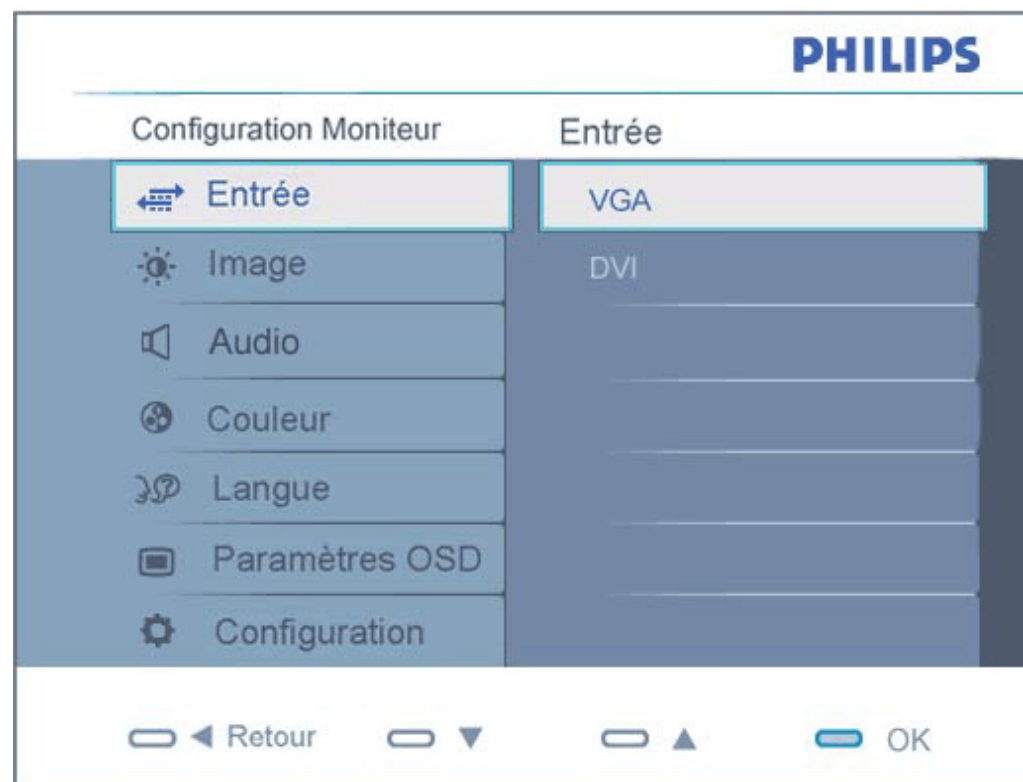 PHILIPS
Configuration Moniteur
Entrée
Entrée
VGA
Image
DVI
Audio
Couleur
Langue
Paramètres OSD
Configuration
Retour
OK